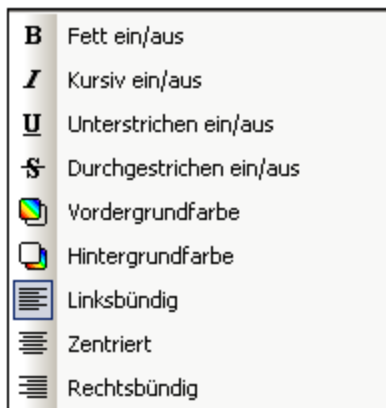 B Fett ein/aus
I Kursiv ein/aus
U Unterstrichen ein/aus
S Durchgestrichen ein/aus
Vordergrundfarbe
Hintergrundfarbe
Linksbündig
Zentriert
Rechtsbündig